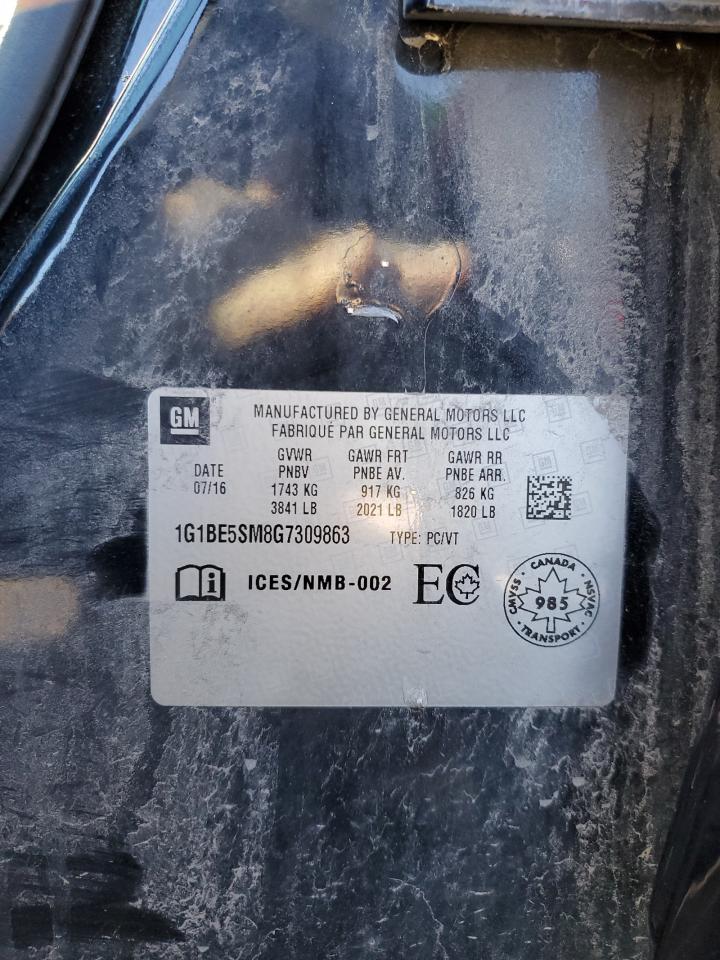 GM
MANUFACTURED BY GENERAL MOTORS LLC
FABRIQUÉ PAR GENERAL MOTORS LLC
GVWR GAWR FRT GAWR RR
DATE PNBV PNBE AV. PNBE ARR.
07/16 1743 KG 917 KG 826 KG
3841 LB 2021 LB 1820 LB
1G1BE5SM8G7309863 TYPE: PC/VT
ICES/NMB-002 EC
CANADA
CMVSS 985 NSVAC
TRANSPORT